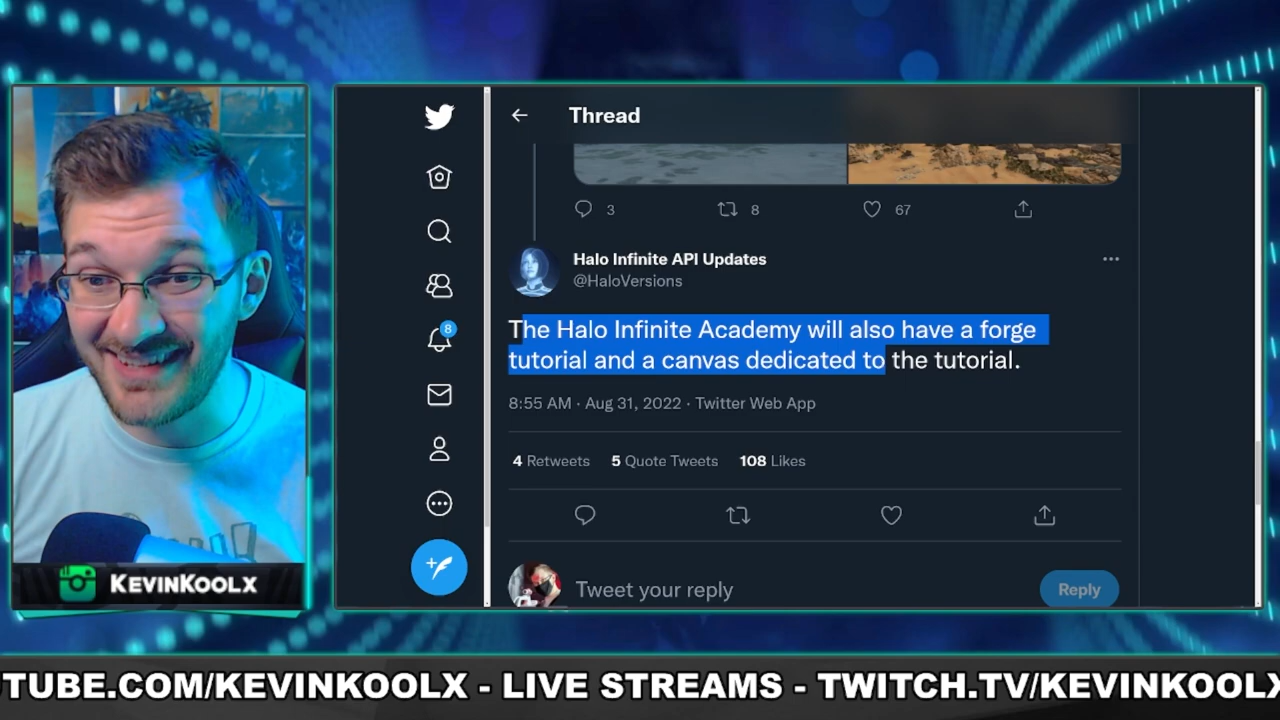 Thread
3
8
67
Halo Infinite API Updates
@HaloVersions
The Halo Infinite Academy will also have a forge
tutorial and a canvas dedicated to the tutorial.
8:55 AM · Aug 31, 2022 · Twitter Web App
4 Retweets 5 Quote Tweets 108 Likes
8
Tweet your reply
Reply
KEVINKOOLX
TUBE.COM/KEVINKOOLX - LIVE STREAMS - TWITCH.TV/KEVINKOOLX